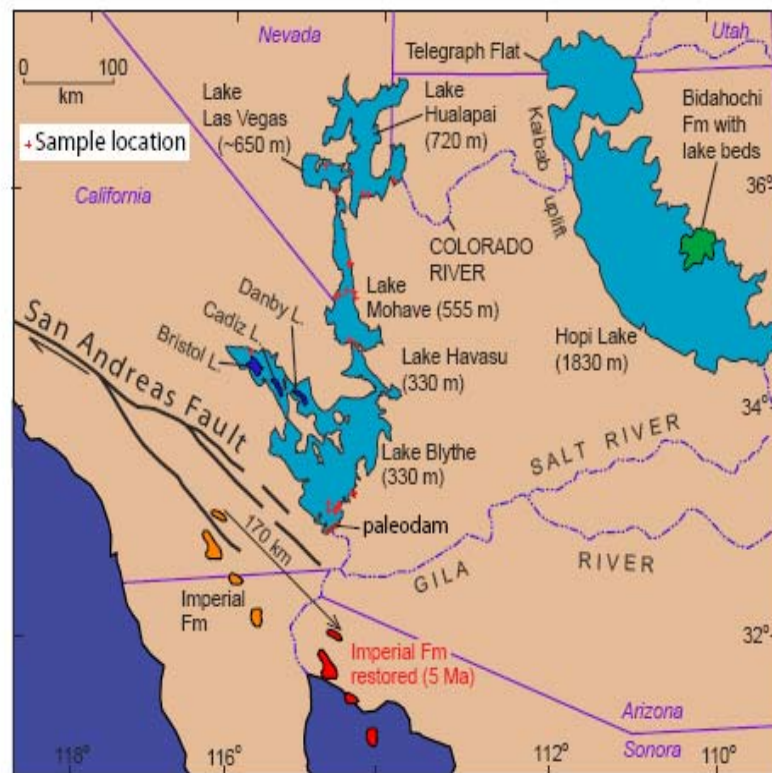 Nevada
Utah
Telegraph Flat
0 100
km
Lake
Las Vegas
(~650 m)
Lake
Hualapai
(720 m)
Bidahochi
Fm with
lake beds
Kaibab
uplift
+Sample location
36°
California
COLORADO
RIVER
Lake
Mohave (555 m)
Danby L.
Cadiz L.
Bristol L.
Hopi Lake
(1830 m)
San Andreas Fault
Lake Havasu
(330 m)
34°
Lake Blythe
(330 m)
SALT RIVER
paleodam
170 km
GILA
RIVER
Imperial
Fm
32°
Imperial Fm
restored (5 Ma)
Arizona
Sonora
118° 116° 112° 110°